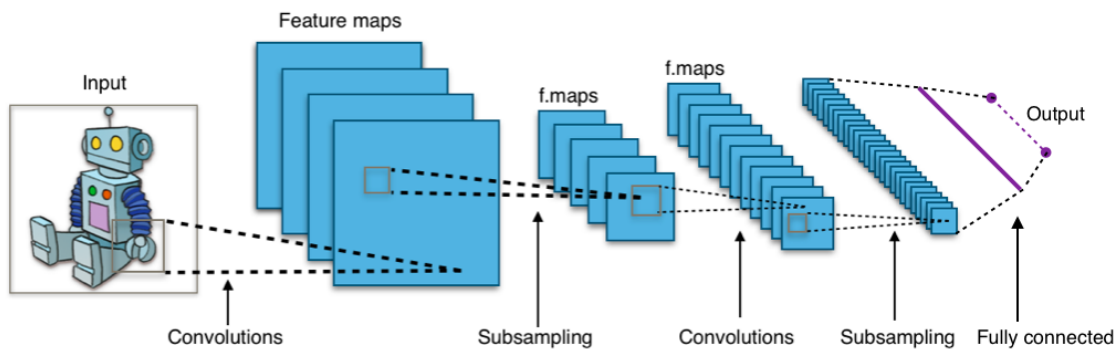 Feature maps
Input
f.maps
f.maps
Output
Convolutions
Subsampling
Convolutions
Subsampling
Fully connected